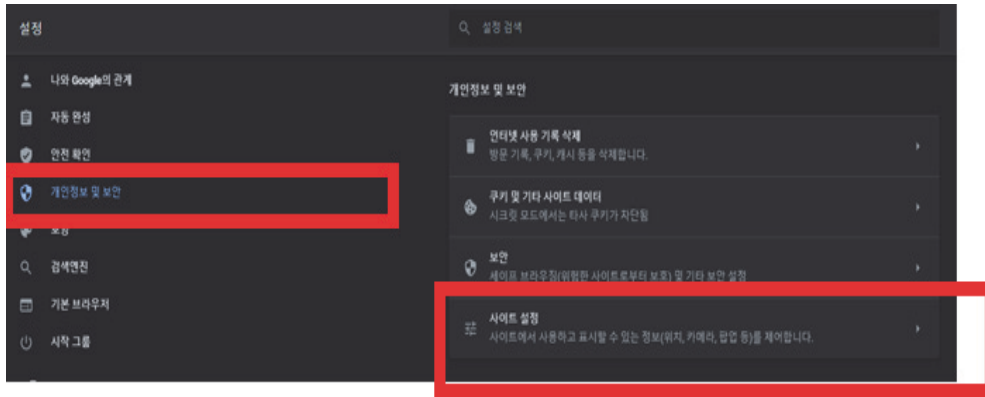 설정
설정 검색
나와 Google의 관계
자동 완성
안전 확인
개인정보 및 보안
모양
검색엔진
기본 브라우저
시작 그룹
개인정보 및 보안
인터넷 사용 기록 삭제
방문 기록, 쿠키, 캐시 등을 삭제합니다.
쿠키 및 기타 사이트 데이터
시크릿 모드에서는 타사 쿠키가 차단됨
보안
세이프 브라우징(위험한 사이트로부터 보호) 및 기타 보안 설정
사이트 설정
사이트에서 사용하고 표시할 수 있는 정보(위치, 카메라, 팝업 등)를 제어합니다.